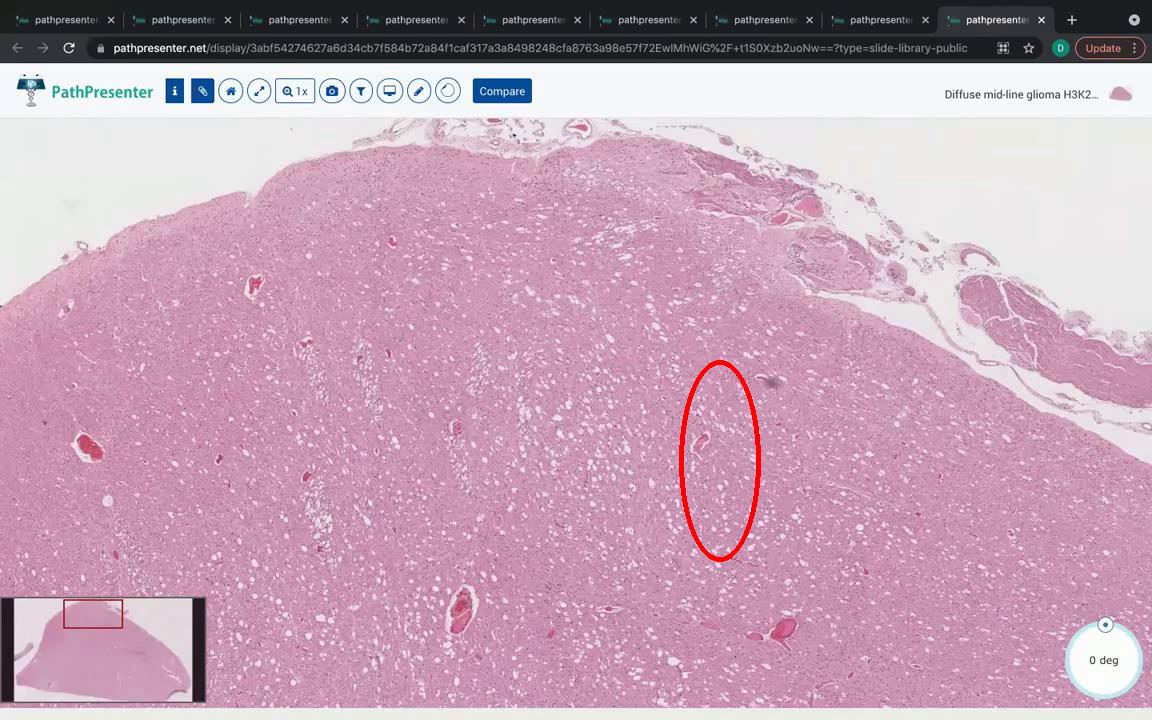 pathpresenter
pathpresenter
pathpresenter
pathpresenter
pathpresenter
pathpresenter
pathpresenter
pathpresenter
pathpresenter
pathpresenter.net/display/3abf54274627a6d34cb7f584b72a84f1caf317a3a8498248cfa8763a98e57f72EwIMhWiG%2F+t1S0Xzb2uoNw==?type=slide-library-public
D
Update
PathPresenter
i
1x
Compare
Diffuse mid-line glioma H3K2...
0 deg